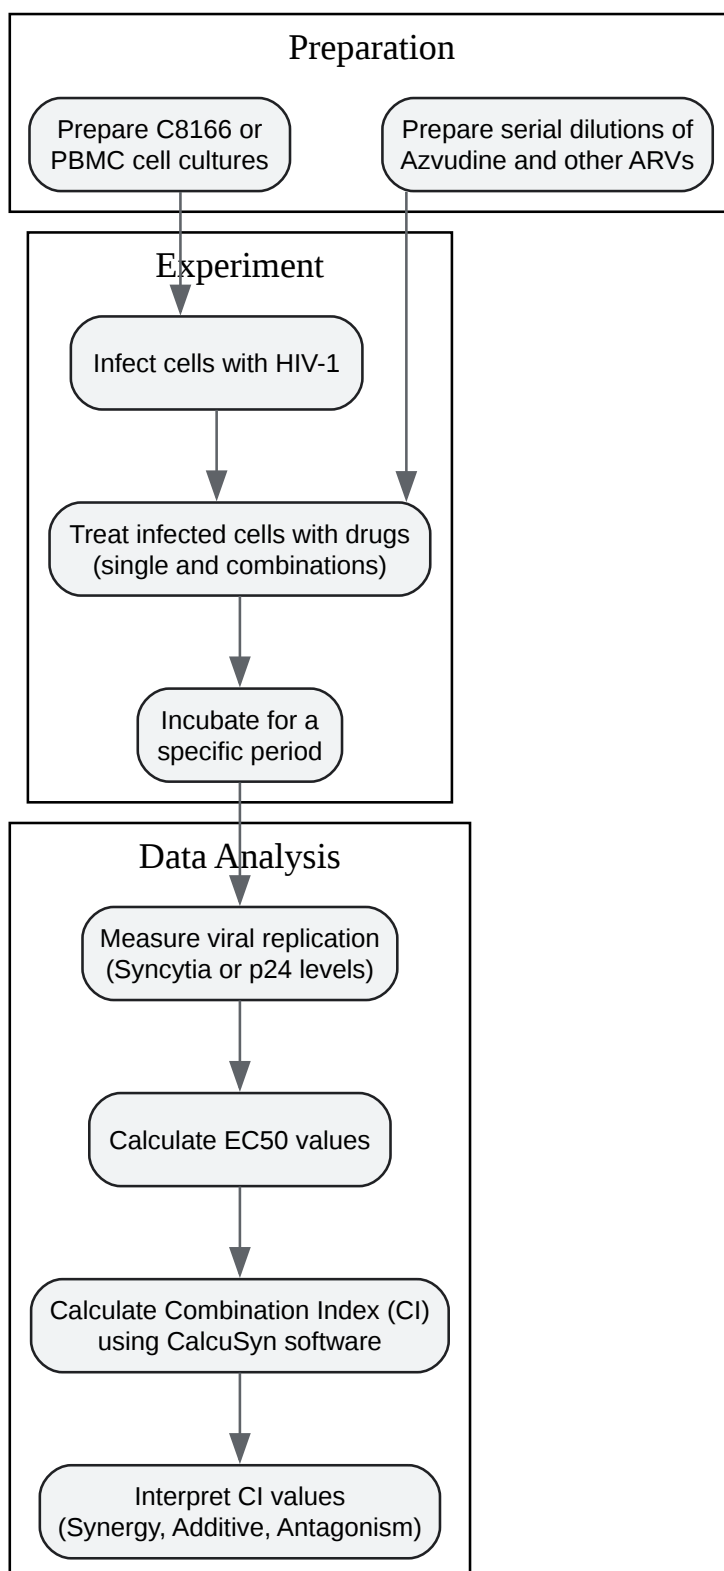 Preparation
Prepare C8166 or
PBMC cell cultures
Prepare serial dilutions of
Azvudine and other ARVs
Experiment
Infect cells with HIV-1
Treat infected cells with drugs
(single and combinations)
Incubate for a
specific period
Data Analysis
Measure viral replication
(Syncytia or p24 levels)
Calculate EC50 values
Calculate Combination Index (CI)
using CalcuSyn software
Interpret CI values
(Synergy, Additive, Antagonism)